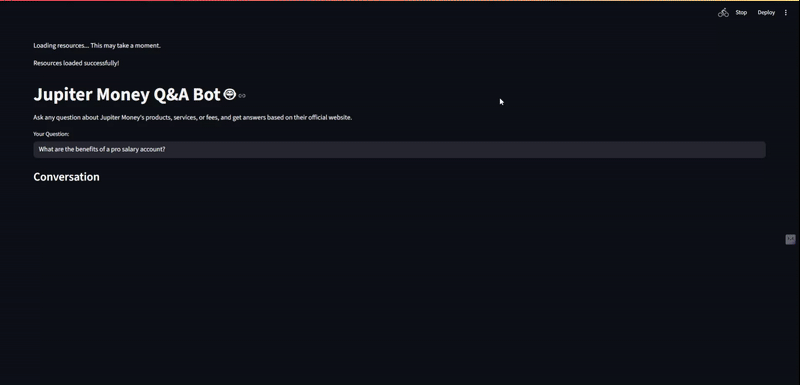 Stop Deploy
Loading resources... This may take a moment.
Resources loaded successfully!
Jupiter Money Q&A Bot
Ask any question about Jupiter Money's products, services, or fees, and get answers based on their official website.
Your Question:
What are the benefits of a pro salary account?
Conversation